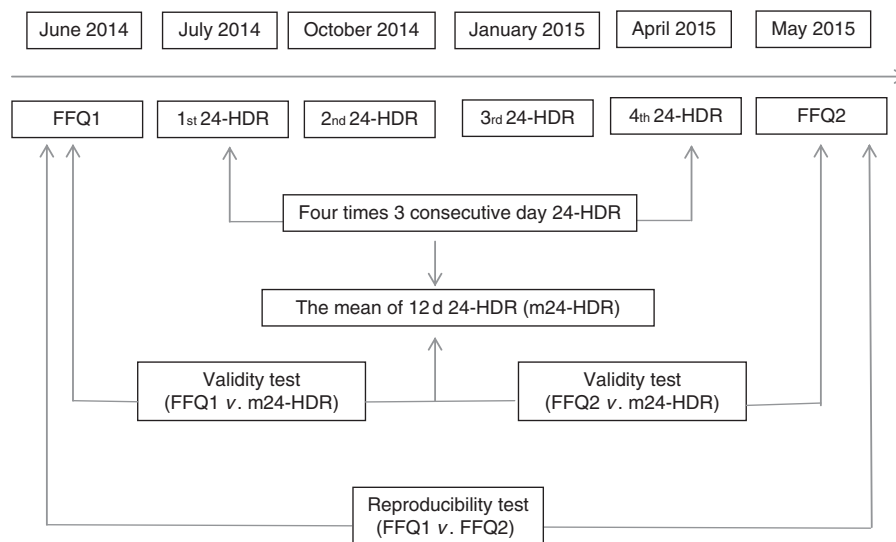 June 2014
July 2014
October 2014
January 2015
April 2015
May 2015
FFQ1
1st 24-HDR
2nd 24-HDR
3rd 24-HDR
4th 24-HDR
FFQ2
Four times 3 consecutive day 24-HDR
The mean of 12 d 24-HDR (m24-HDR)
Validity test
(FFQ1 v. m24-HDR)
Validity test
(FFQ2 v. m24-HDR)
Reproducibility test
(FFQ1 v. FFQ2)